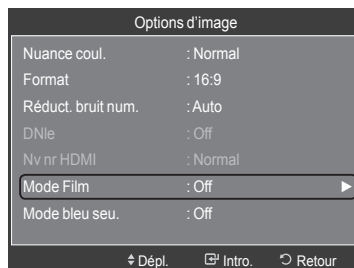 Options d'image
Nuance coul. : Normal
Format : 16:9
Réduct. bruit num. : Auto
DNIe : Off
Nv nr HDMI : Normal
Mode Film : Off
Mode bleu seu. : Off
Dépl. Intro. Retour